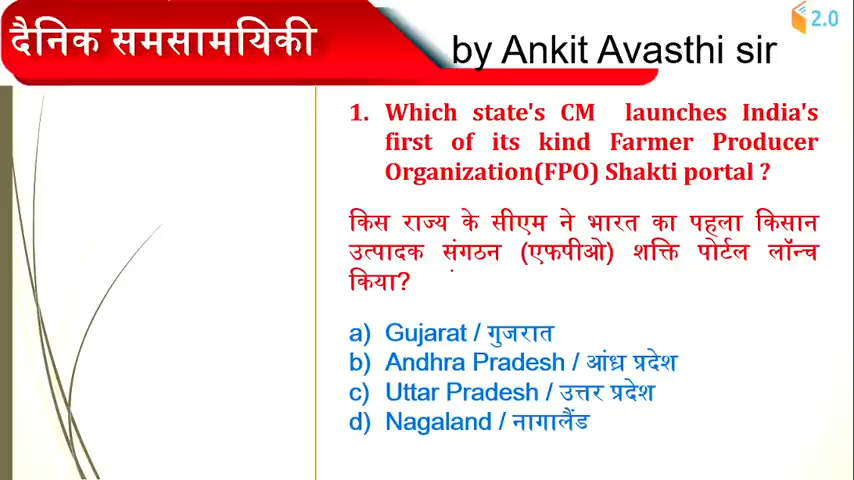 दैनिक समसामयिकी
by Ankit Avasthi sir
2.0
1. Which state's CM launches India's
first of its kind Farmer Producer
Organization(FPO) Shakti portal ?
किस राज्य के सीएम ने भारत का पहला किसान
उत्पादक संगठन (एफपीओ) शक्ति पोर्टल लॉन्च
किया?
a) Gujarat / गुजरात
b) Andhra Pradesh / आंध्र प्रदेश
c) Uttar Pradesh / उत्तर प्रदेश
d) Nagaland / नागालैंड